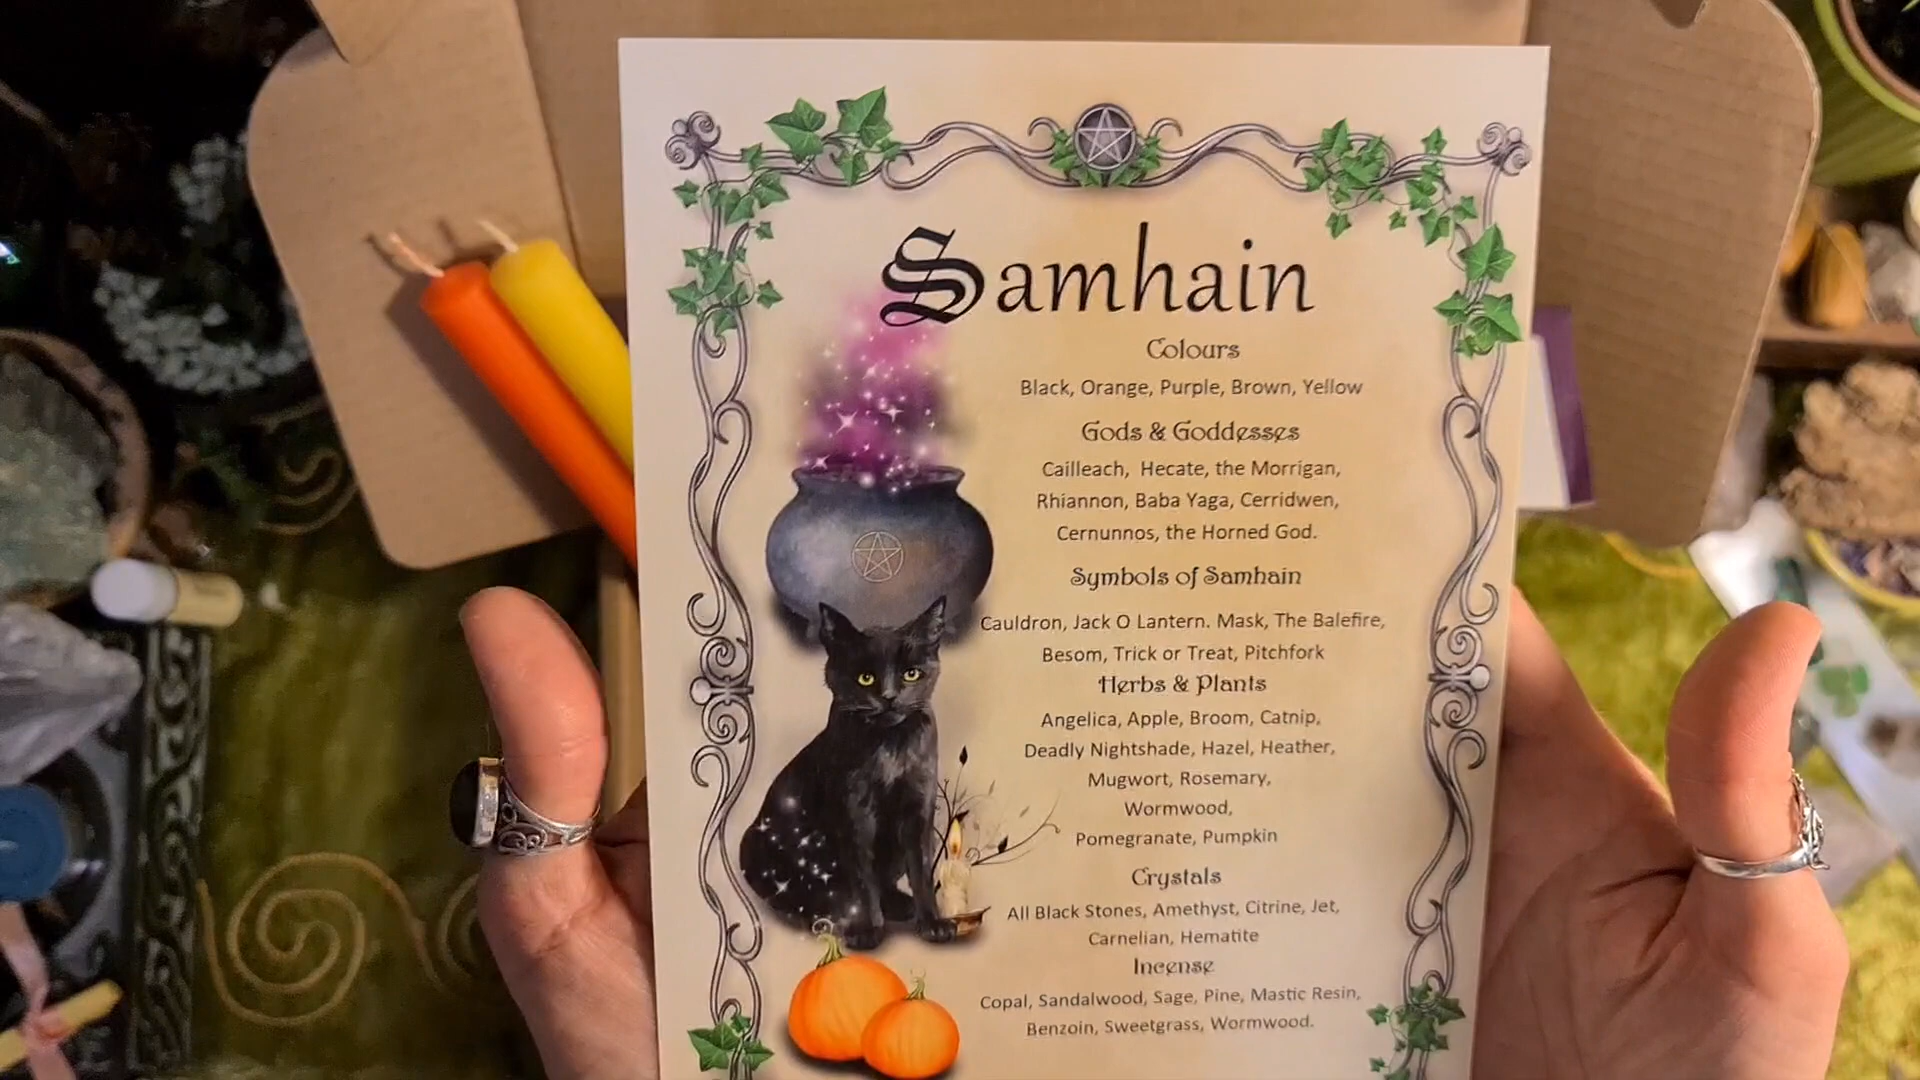 Samhain
Colours
Black, Orange, Purple, Brown, Yellow
Gods & Goddesses
Cailleach, Hecate, the Morrigan,
Rhiannon, Baba Yaga, Cerridwen,
Cernunnos, the Horned God.
Symbols of Samhain
Cauldron, Jack O Lantern. Mask, The Balefire,
Besom, Trick or Treat, Pitchfork
Herbs & Plants
Angelica, Apple, Broom, Catnip,
Deadly Nightshade, Hazel, Heather,
Mugwort, Rosemary,
Wormwood,
Pomegranate, Pumpkin
Crystals
All Black Stones, Amethyst, Citrine, Jet,
Carnelian, Hematite
Incense
Copal, Sandalwood, Sage, Pine, Mastic Resin,
Benzoin, Sweetgrass, Wormwood.